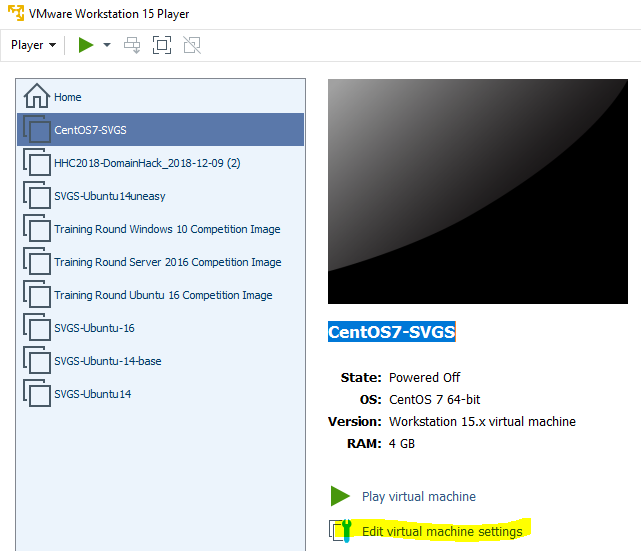 VMware Workstation 15 Player
Player
Home
CentOS7-SVGS
HHC2018-DomainHack_2018-12-09 (2)
SVGS-Ubuntu14uneasy
Training Round Windows 10 Competition Image
Training Round Server 2016 Competition Image
Training Round Ubuntu 16 Competition Image
SVGS-Ubuntu-16
SVGS-Ubuntu-14-base
SVGS-Ubuntu14
CentOS7-SVGS
State: Powered Off
OS: CentOS 7 64-bit
Version: Workstation 15.x virtual machine
RAM: 4 GB
Play virtual machine
Edit virtual machine settings